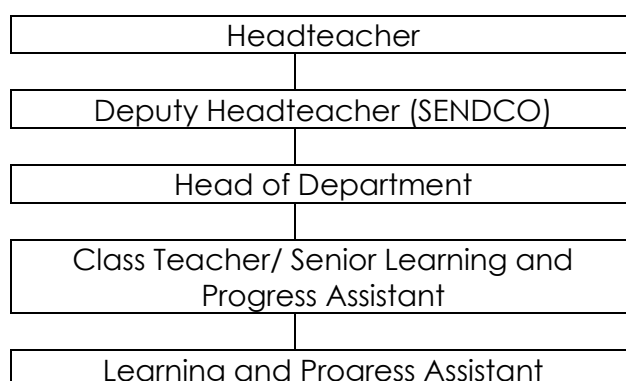 Headteacher
Deputy Headteacher (SENDCO)
Head of Department
Class Teacher/ Senior Learning and
Progress Assistant
Learning and Progress Assistant